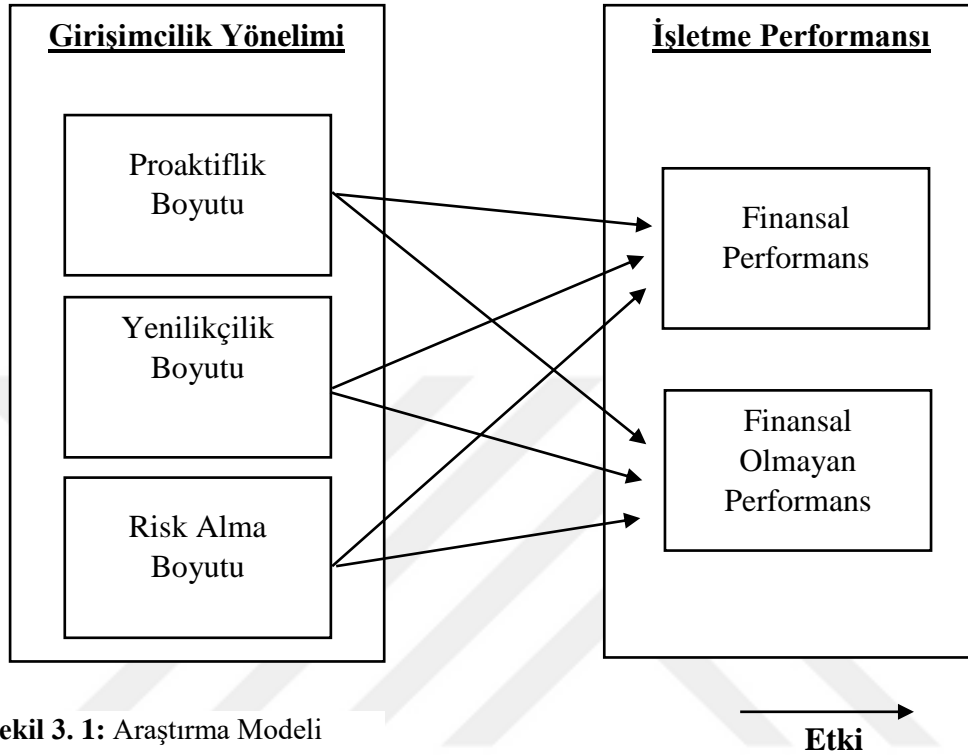 Girişimcilik Yönelimi
Proaktiflik
Boyutu
Yenilikçilik
Boyutu
Risk Alma
Boyutu
İşletme Performansı
Finansal
Performans
Finansal
Olmayan
Performans
ekil 3. 1: Araştırma Modeli
Etki